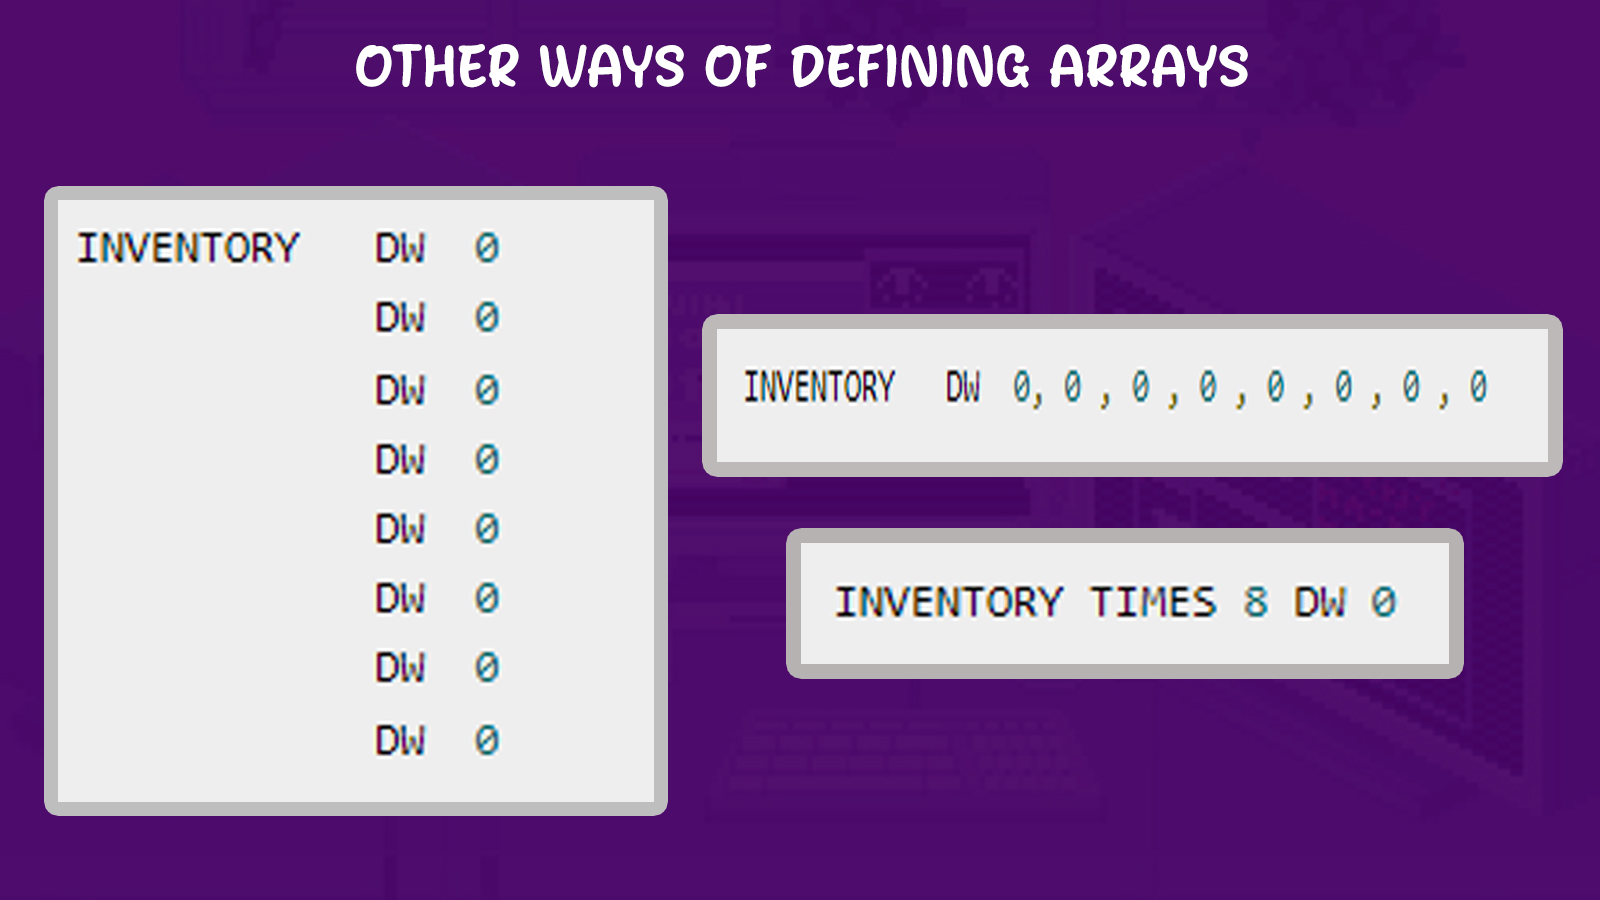 OTHER WAYS OF DEFINING ARRAYS
INVENTORY DW 0
DW 0
DW 0
DW 0
DW 0
DW 0
DW 0
DW 0
INVENTORY DW 0, 0 , 0 , 0 , 0 , 0 , 0 , 0
INVENTORY TIMES 8 DW 0